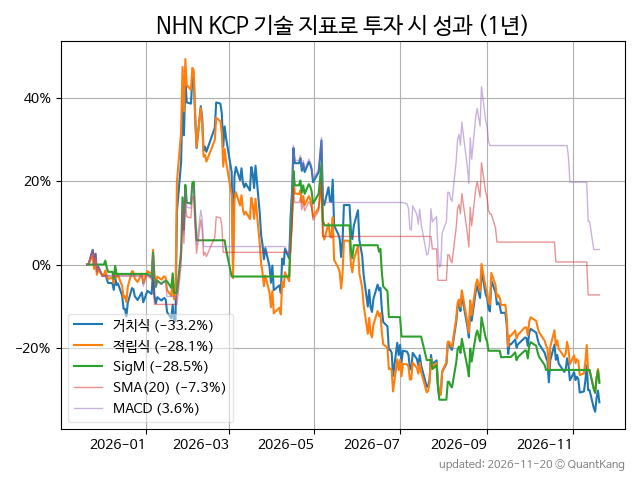 NHN KCP 기술 지표로 투자 시 성과 (1년)
40%
20%
0%
−20%
거치식 (−33.2%)
적립식 (−28.1%)
SigM (−28.5%)
SMA(20) (−7.3%)
MACD (3.6%)
2026-01
2026-03
2026-05
2026-07
2026-09
2026-11
updated: 2026-11-20 © QuantKang